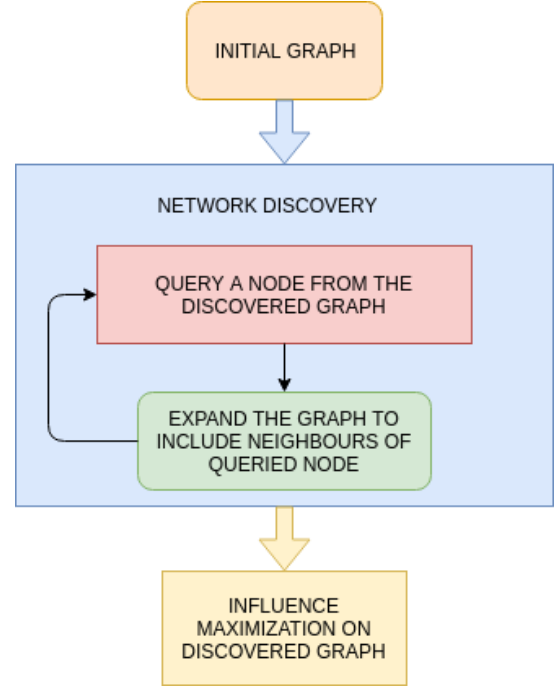 INITIAL GRAPH
NETWORK DISCOVERY
QUERY A NODE FROM THE
DISCOVERED GRAPH
EXPAND THE GRAPH TO
INCLUDE NEIGHBOURS OF
QUERIED NODE
INFLUENCE
MAXIMIZATION ON
DISCOVERED GRAPH